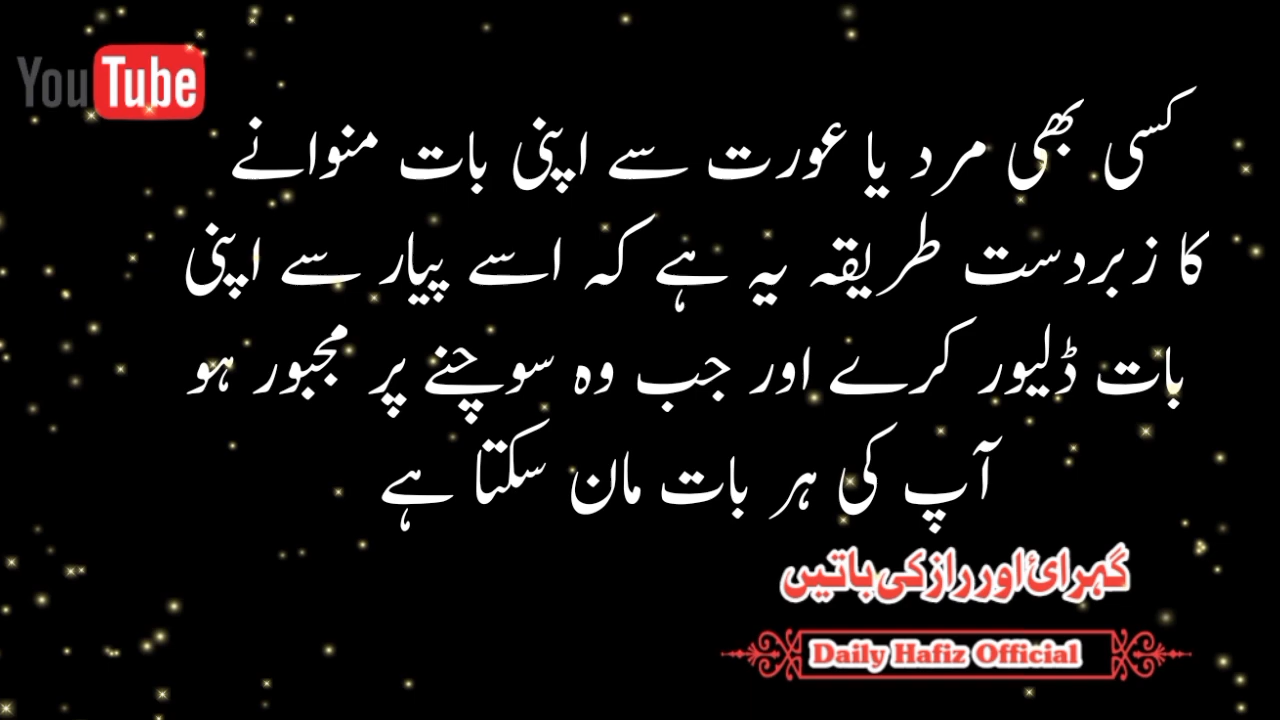 YouTube
کسی بھی مرد یا عورت سے اپنی بات منوانے
کا زبردست طریقہ یہ ہے کہ اسے پیار سے اپنی
بات ڈلیور کرے اور جب وہ سوچنے پر مجبور ہو
آپ کی ہر بات مان سکتا ہے
گہرائ اور راز کی باتیں
Daily Hafiz Official